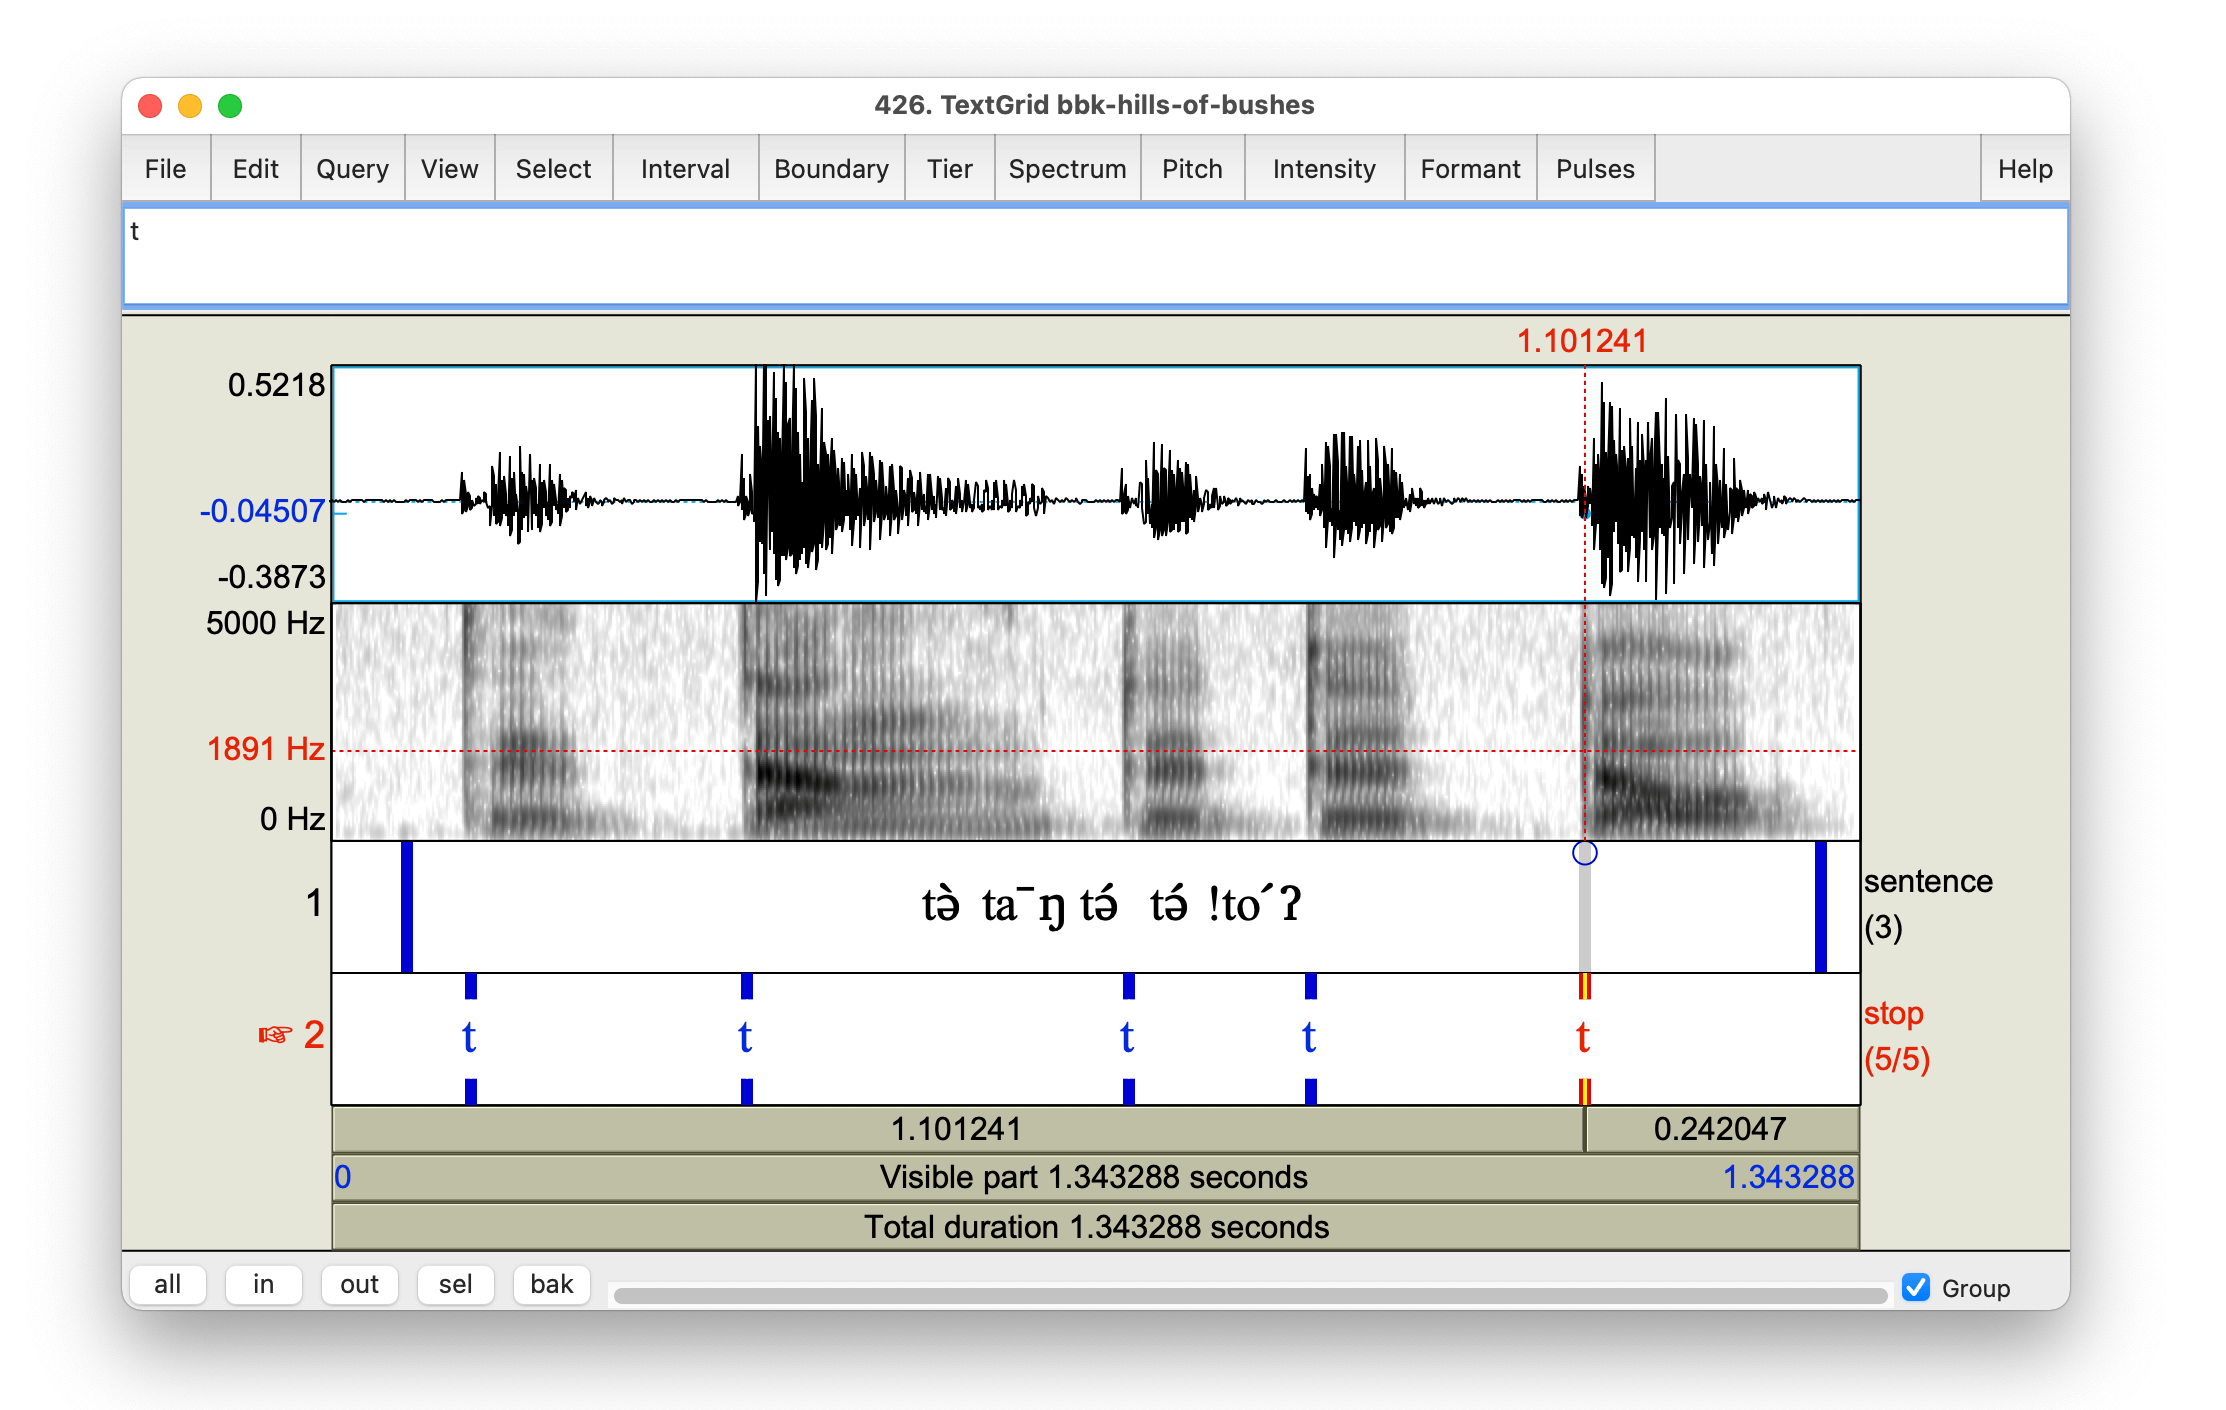 426. TextGrid bbk-hills-of-bushes
File Edit Query View Select Interval Boundary Tier Spectrum Pitch Intensity Formant Pulses Help
t
1.101241
0.5218
-0.04507
-0.3873
5000 Hz
1891 Hz
0 Hz
1 tə̀ ta¯ŋ tə́ tə́ !to´ʔ sentence
(3)
☞ 2 t t t t t stop
(5/5)
1.101241 0.242047
0 Visible part 1.343288 seconds 1.343288
Total duration 1.343288 seconds
all in out sel bak Group